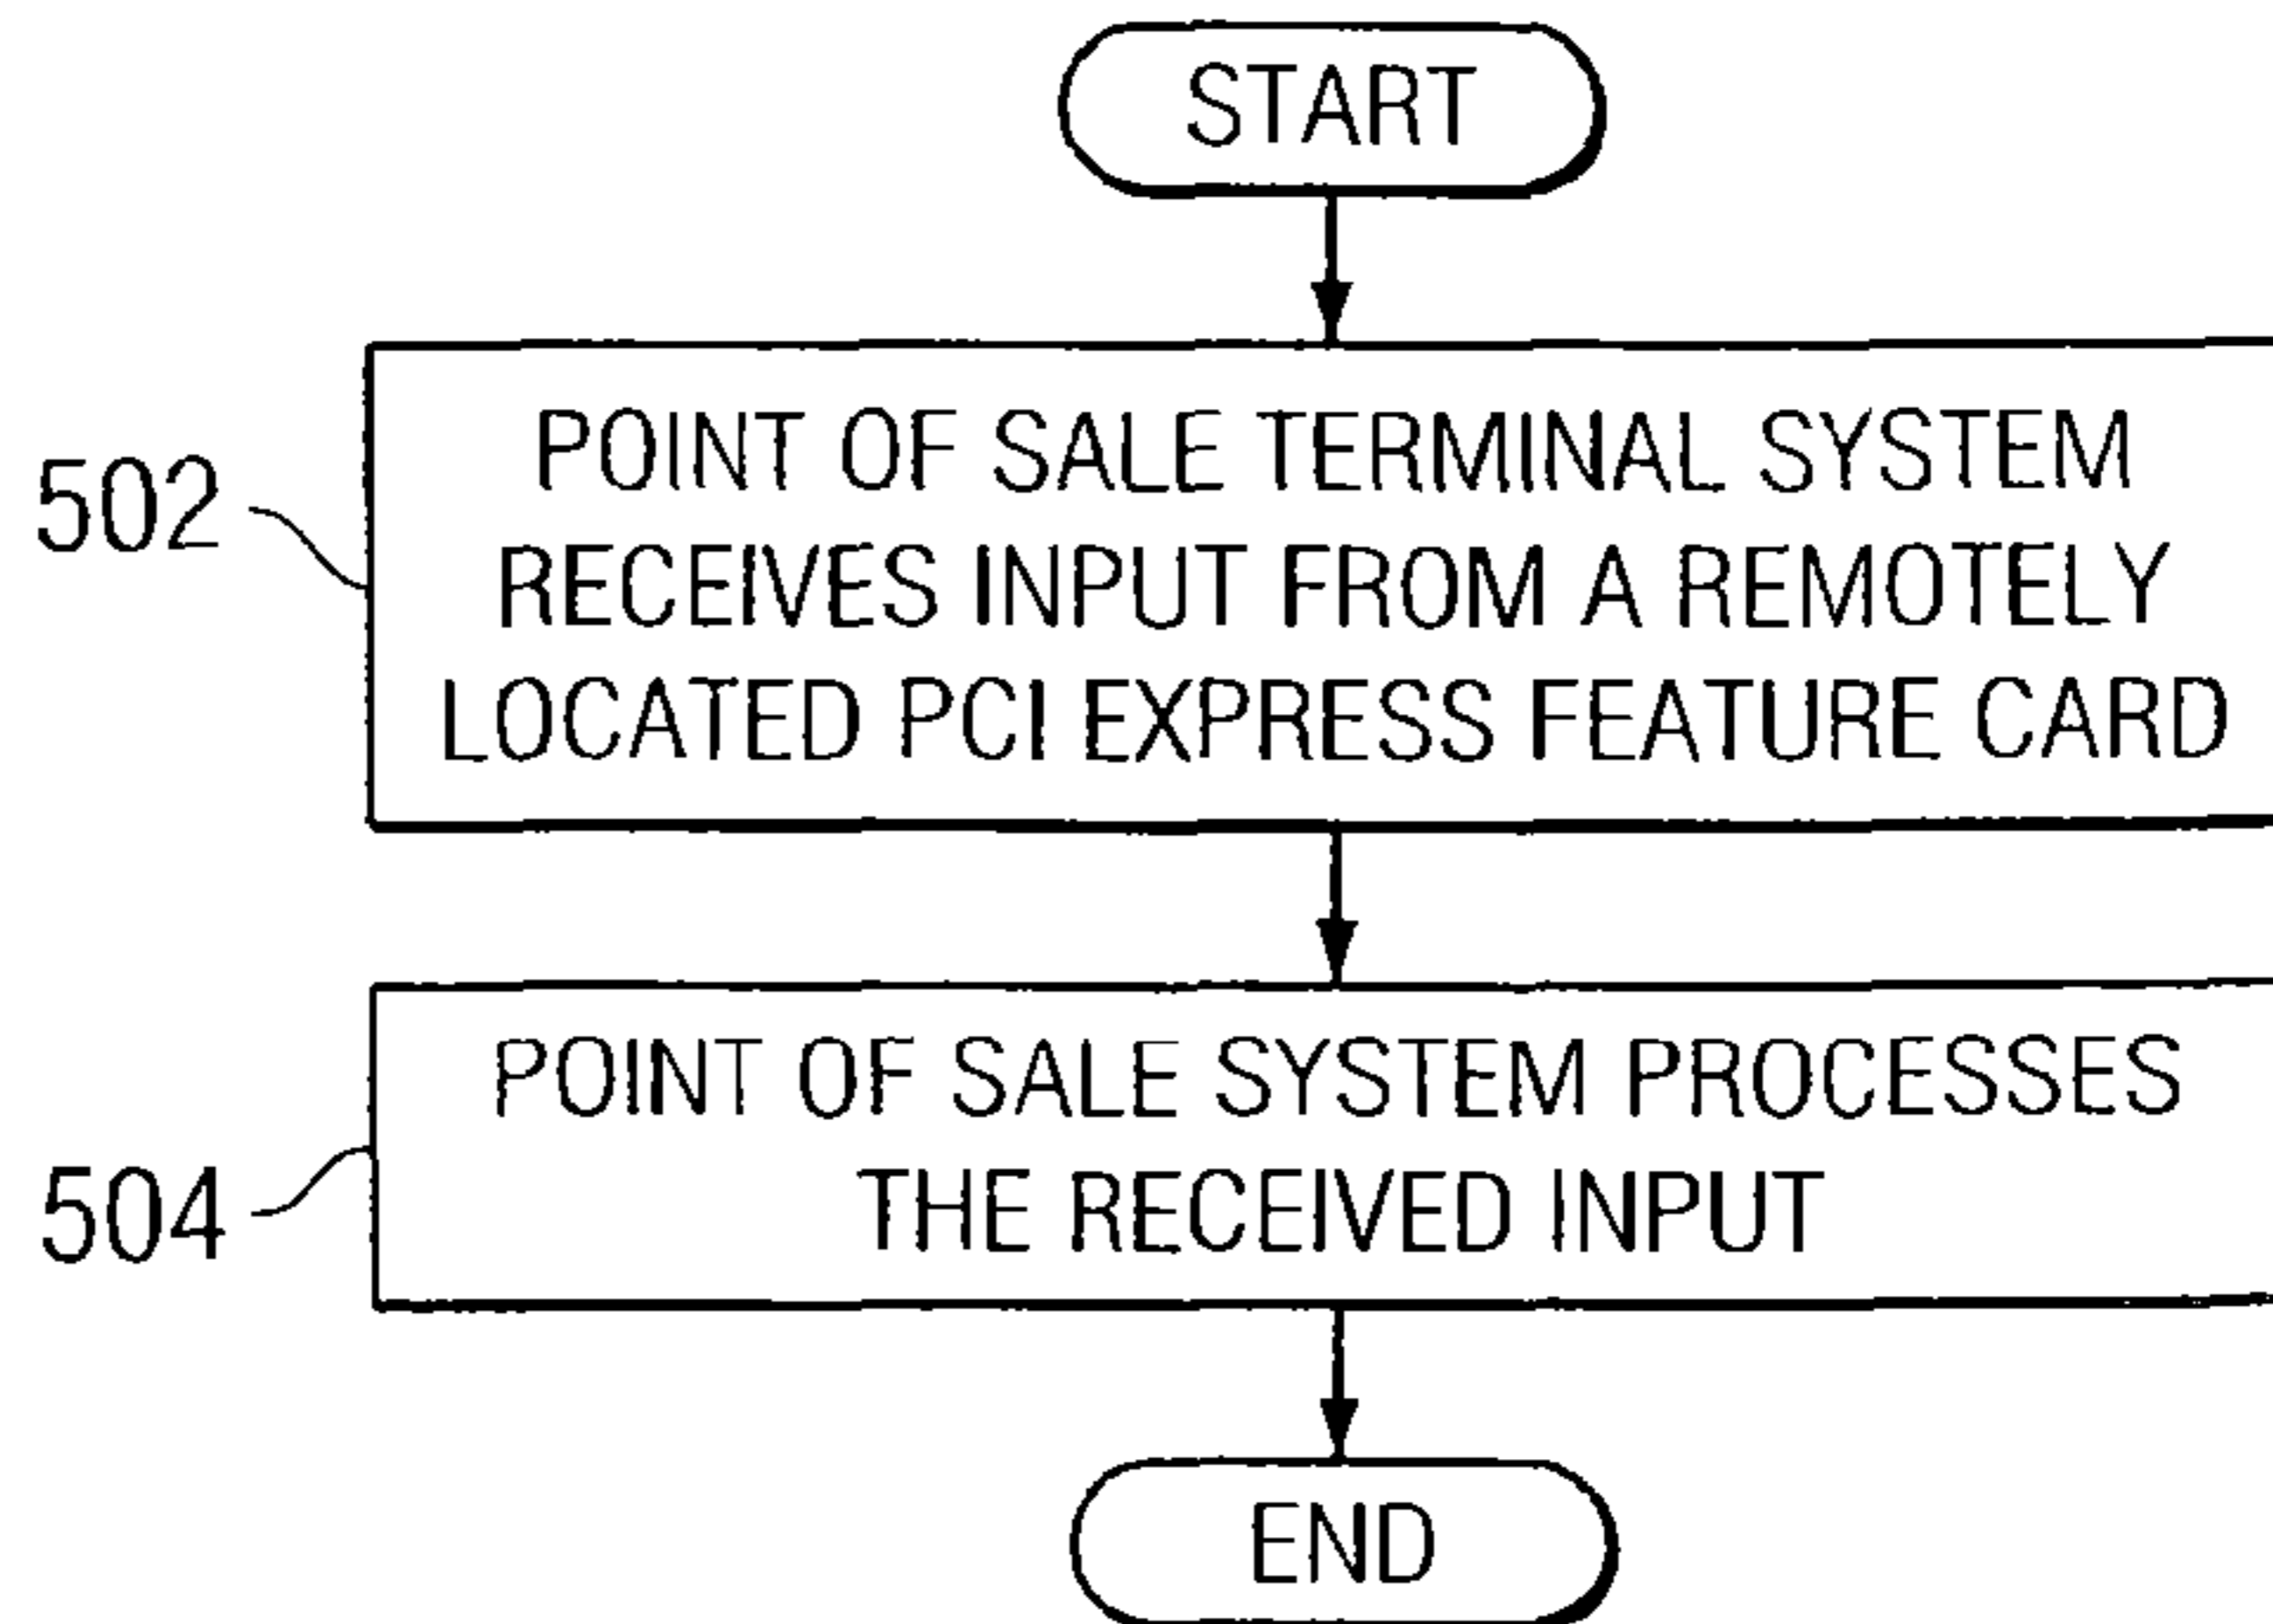 START
502
POINT OF SALE TERMINAL SYSTEM
RECEIVES INPUT FROM A REMOTELY
LOCATED PCI EXPRESS FEATURE CARD
504
POINT OF SALE SYSTEM PROCESSES
THE RECEIVED INPUT
END